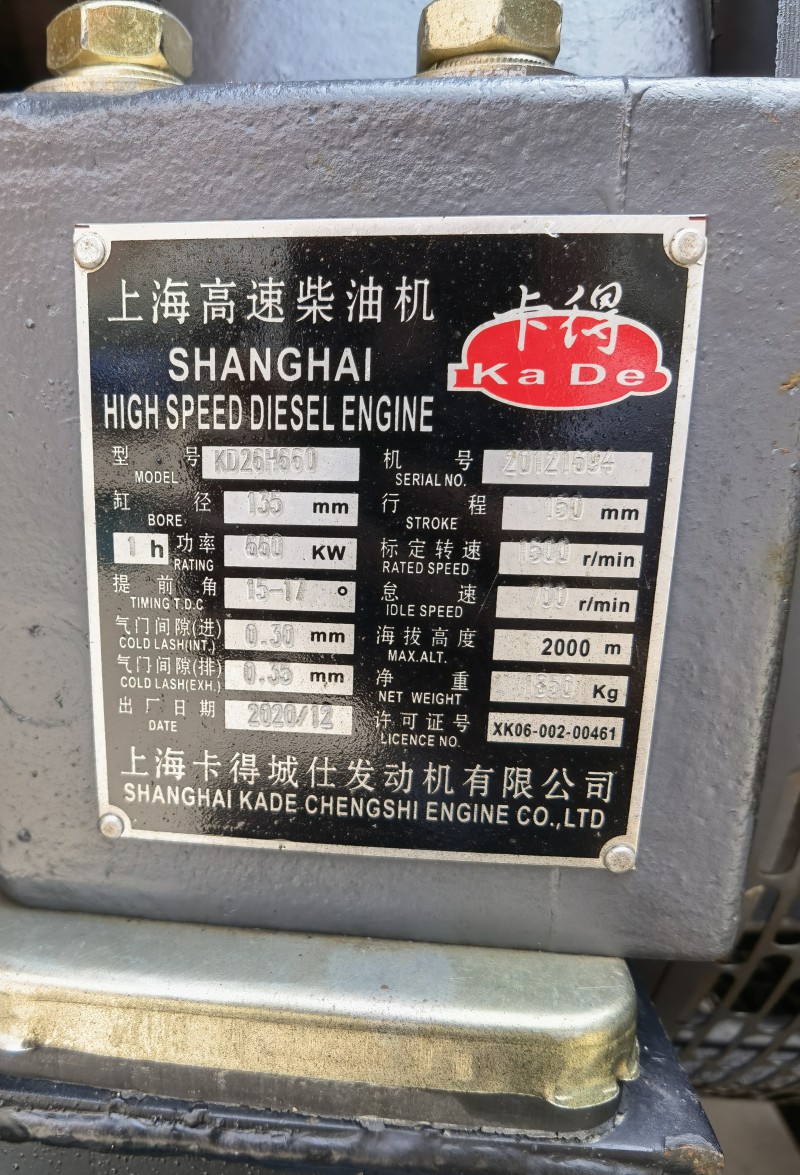 上海高速柴油机
SHANGHAI
HIGH SPEED DIESEL ENGINE
卡得
KaDe
型号 KD26H660
MODEL
机号 20121694
SERIAL NO.
缸径 135 mm
BORE
行程 150 mm
STROKE
1 h 功率 660 KW
RATING
标定转速 1500 r/min
RATED SPEED
提前角 15-17 °
TIMING T.D.C
怠速 700 r/min
IDLE SPEED
气门间隙(进) 0.30 mm
COLD LASH(INT.)
海拔高度 2000 m
MAX.ALT.
气门间隙(排) 0.35 mm
COLD LASH(EXH.)
净重 Kg
NET WEIGHT
出厂日期 2020/12
DATE
许可证号 XK06-002-00461
LICENCE NO.
上海卡得城仕发动机有限公司
SHANGHAI KADE CHENGSHI ENGINE CO.,LTD